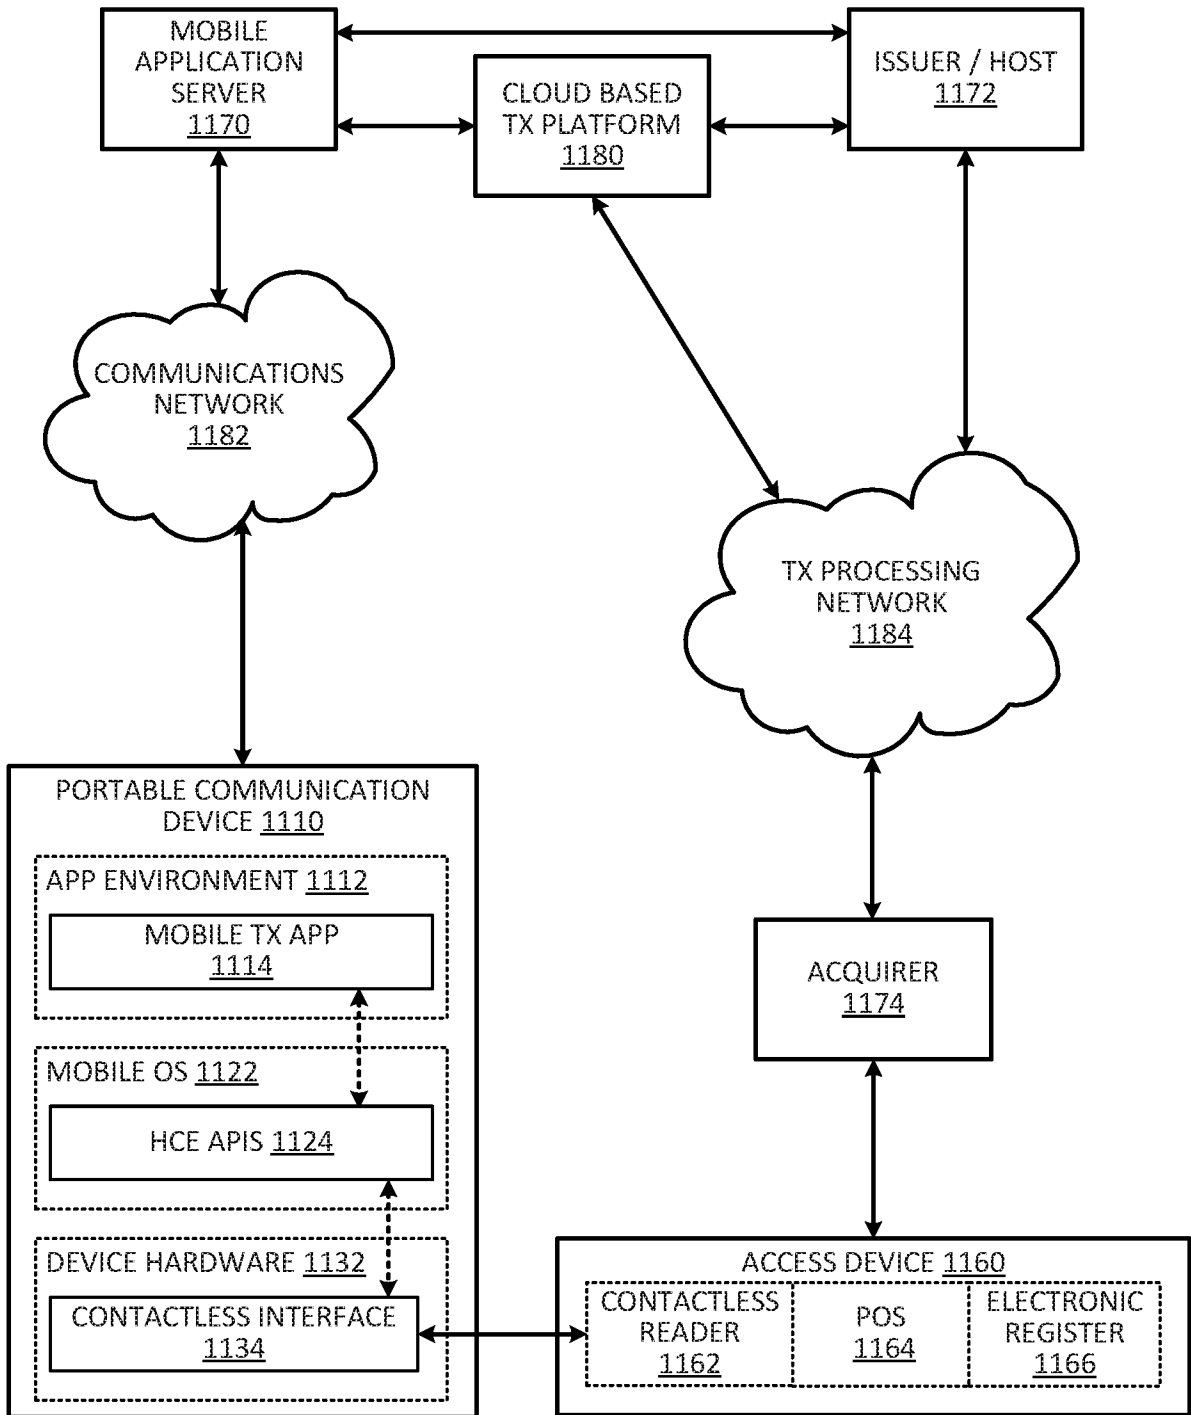 MOBILE
APPLICATION
SERVER
1170
CLOUD BASED
TX PLATFORM
1180
ISSUER / HOST
1172
COMMUNICATIONS
NETWORK
1182
TX PROCESSING
NETWORK
1184
PORTABLE COMMUNICATION
DEVICE 1110
APP ENVIRONMENT 1112
MOBILE TX APP
1114
MOBILE OS 1122
HCE APIS 1124
DEVICE HARDWARE 1132
CONTACTLESS INTERFACE
1134
ACQUIRER
1174
ACCESS DEVICE 1160
CONTACTLESS
READER
1162
POS
1164
ELECTRONIC
REGISTER
1166